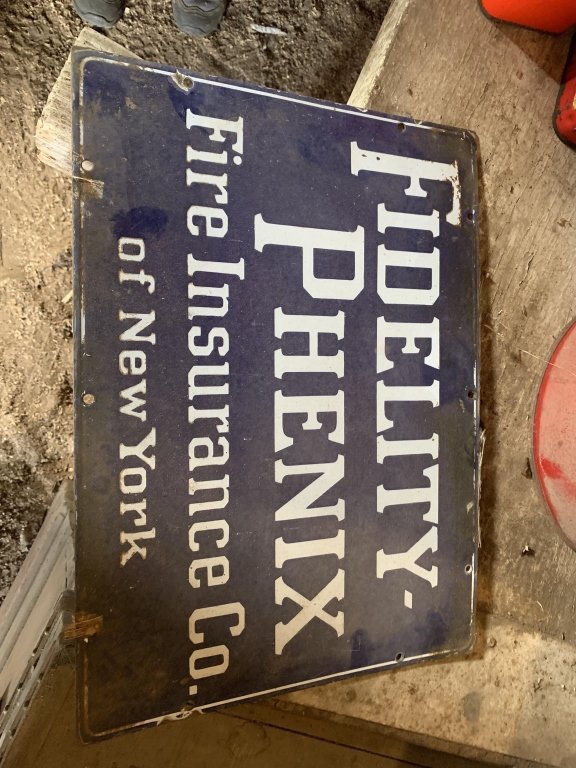 FIDELITY-
PHENIX
Fire Insurance Co.
of New York